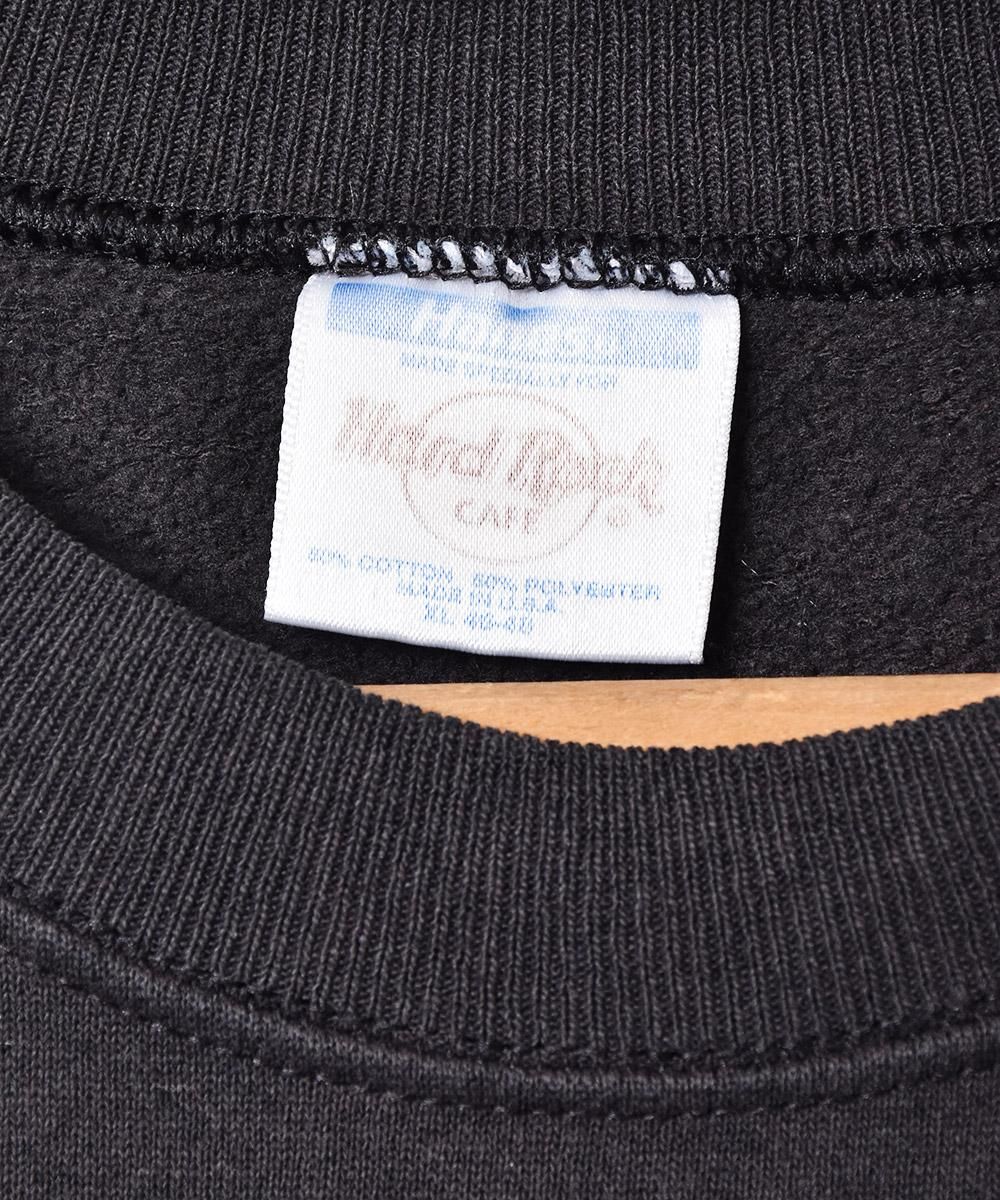 MADE SPECIALLY FOR
Hard Rock
CAFE
®
50% COTTON, 50% POLYESTER
MADE IN U.S.A
XL 46-48